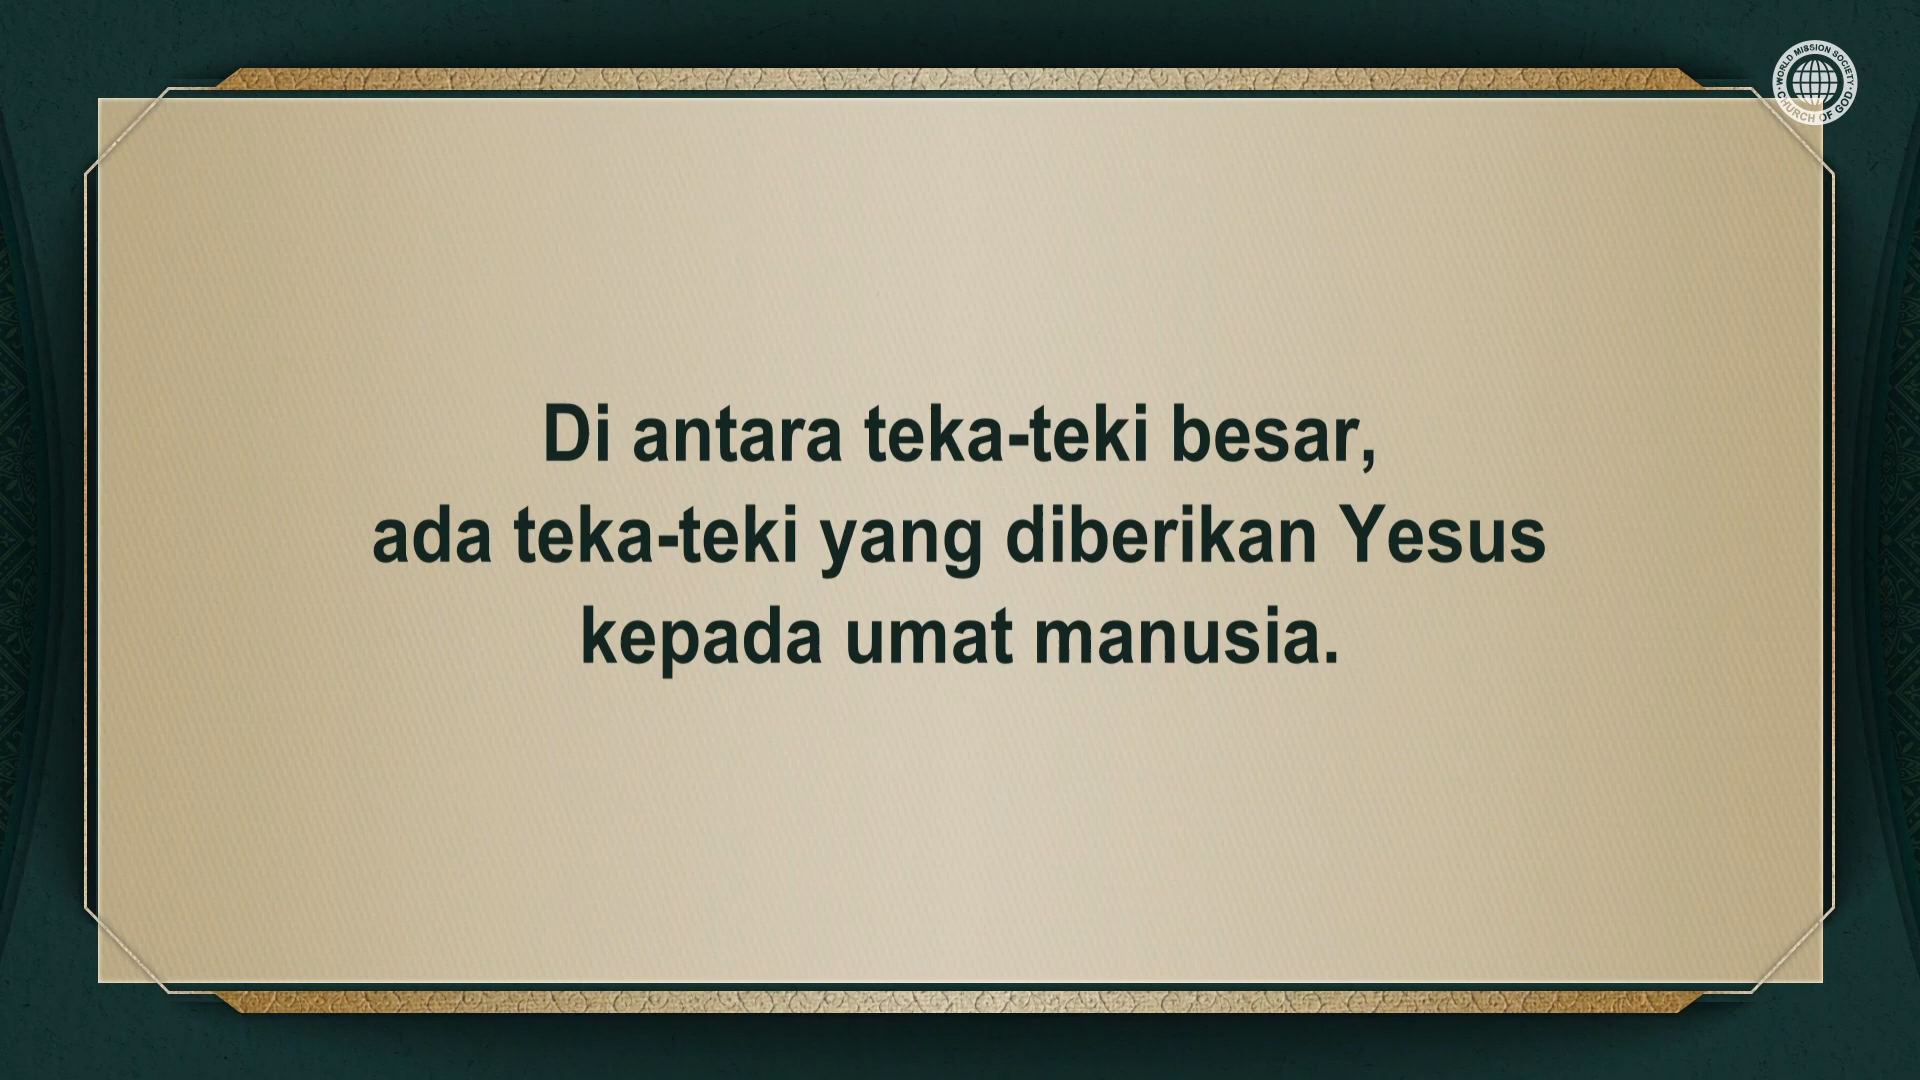 WORLD MISSION SOCIETY
CHURCH OF GOD
Di antara teka-teki besar,
ada teka-teki yang diberikan Yesus
kepada umat manusia.